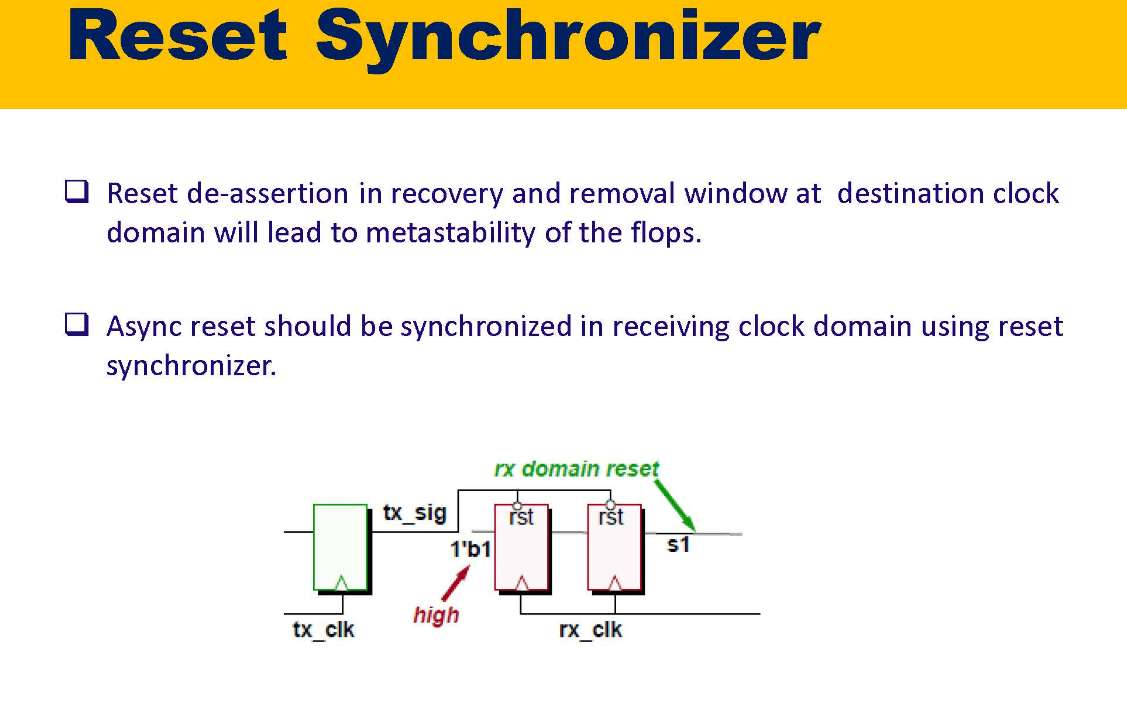 Reset Synchronizer
Reset de-assertion in recovery and removal window at destination clock
domain will lead to metastability of the flops.
Async reset should be synchronized in receiving clock domain using reset
synchronizer.
rx domain reset
tx_sig
rst
rst
1'b1
s1
high
tx_clk
rx_clk